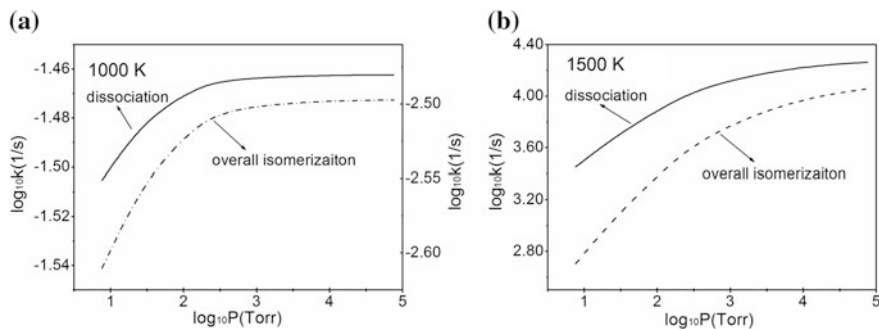 (a)
1000 K
dissociation
overall isomerizaiton
log₁₀k(1/s)
-1.46
-1.48
-1.50
-1.52
-1.54
log₁₀k(1/s)
-2.50
-2.55
-2.60
1 2 3 4 5
log₁₀P(Torr)
(b)
1500 K
dissociation
overall isomerizaiton
log₁₀k(1/s)
4.40
4.00
3.60
3.20
2.80
1 2 3 4 5
log₁₀P(Torr)